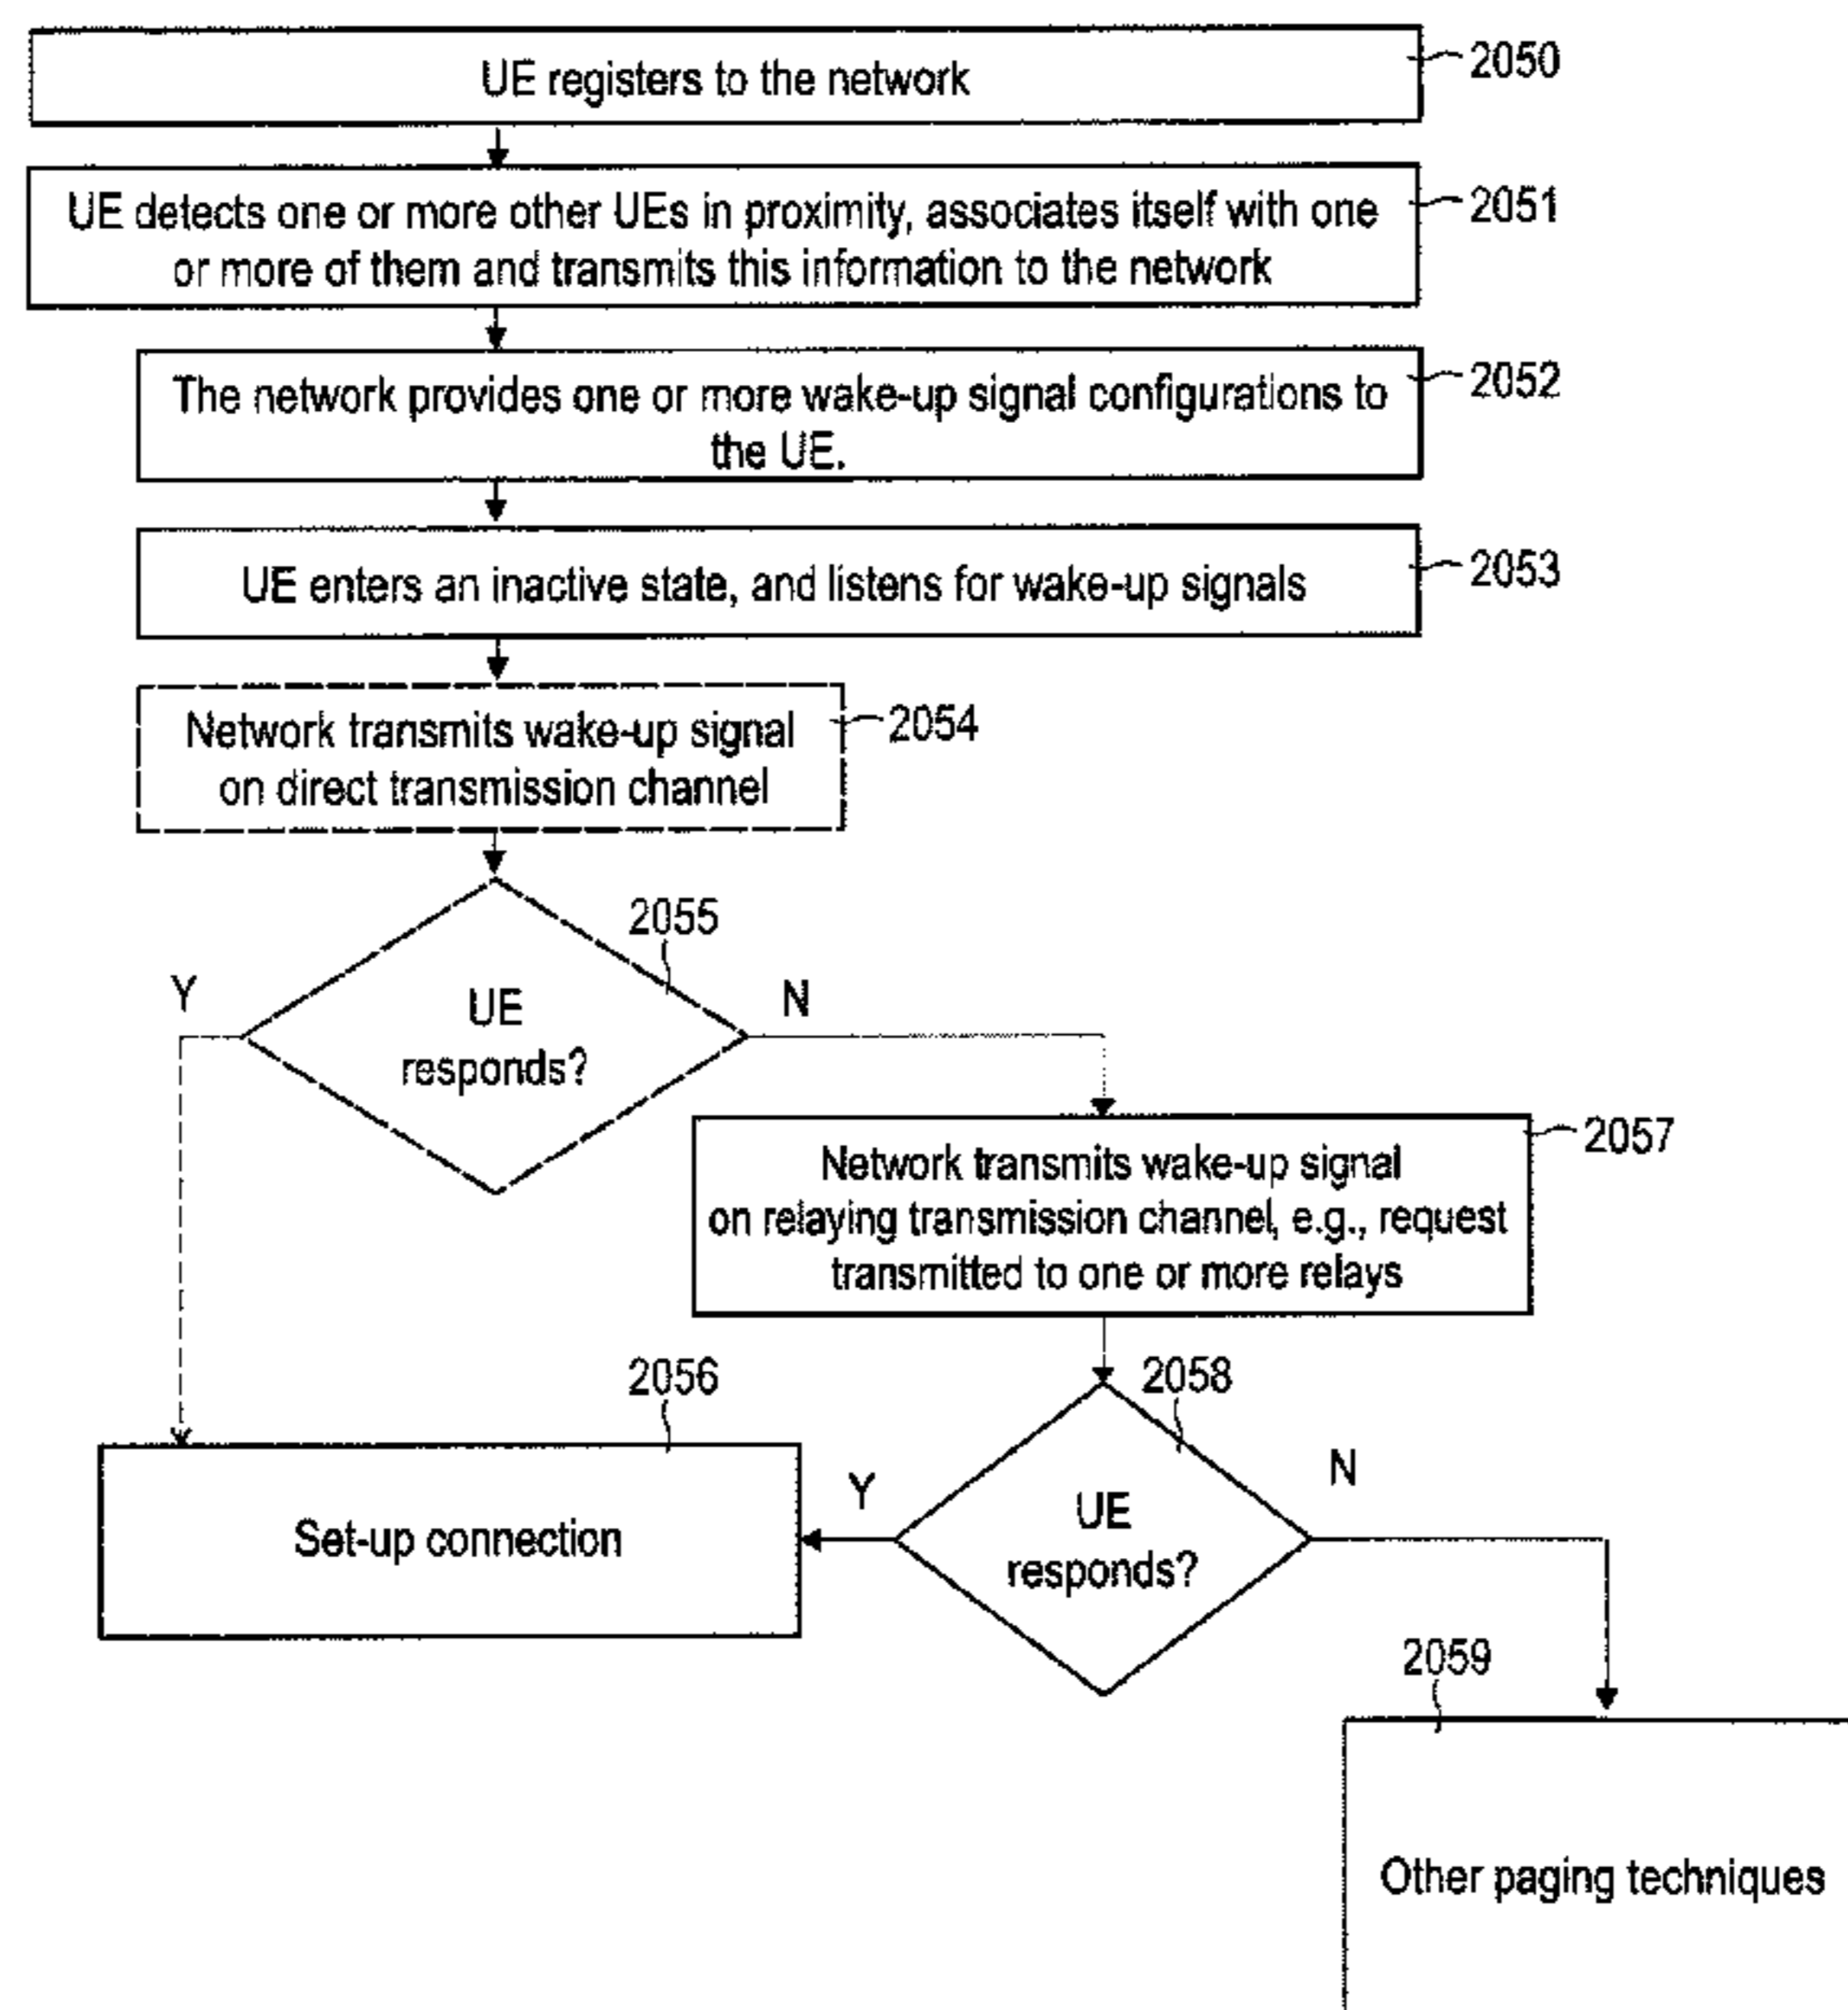 UE registers to the network
2050
UE detects one or more other UEs in proximity, associates itself with one
or more of them and transmits this information to the network
2051
The network provides one or more wake-up signal configurations to
the UE.
2052
UE enters an inactive state, and listens for wake-up signals
2053
Network transmits wake-up signal
on direct transmission channel
2054
2055
Y
N
UE
responds?
2057
Network transmits wake-up signal
on relaying transmission channel, e.g., request
transmitted to one or more relays
2056
2058
Set-up connection
Y
N
UE
responds?
2059
Other paging techniques